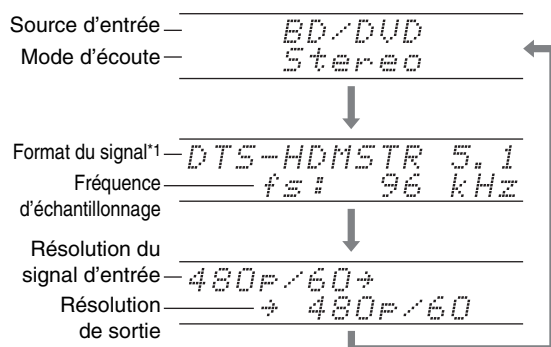 Source d'entrée
BD/DVD
Mode d'écoute
Stereo
Format du signal*1
DTS-HDMSTR 5.1
Fréquence d'échantillonnage
fs: 96 kHz
Résolution du signal d'entrée
480p/60→
Résolution de sortie
→ 480p/60